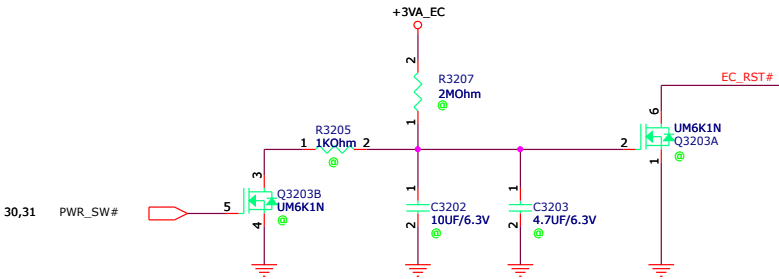 +3VA_EC
2
R3207
2MOhm
@
1
EC_RST#
6
UM6K1N
Q3203A
@
2
1
R3205
1 1KOhm 2
@
3
Q3203B
UM6K1N
@
30,31 PWR_SW# 5
4
1
C3202
10UF/6.3V
@
2
1
C3203
4.7UF/6.3V
@
2